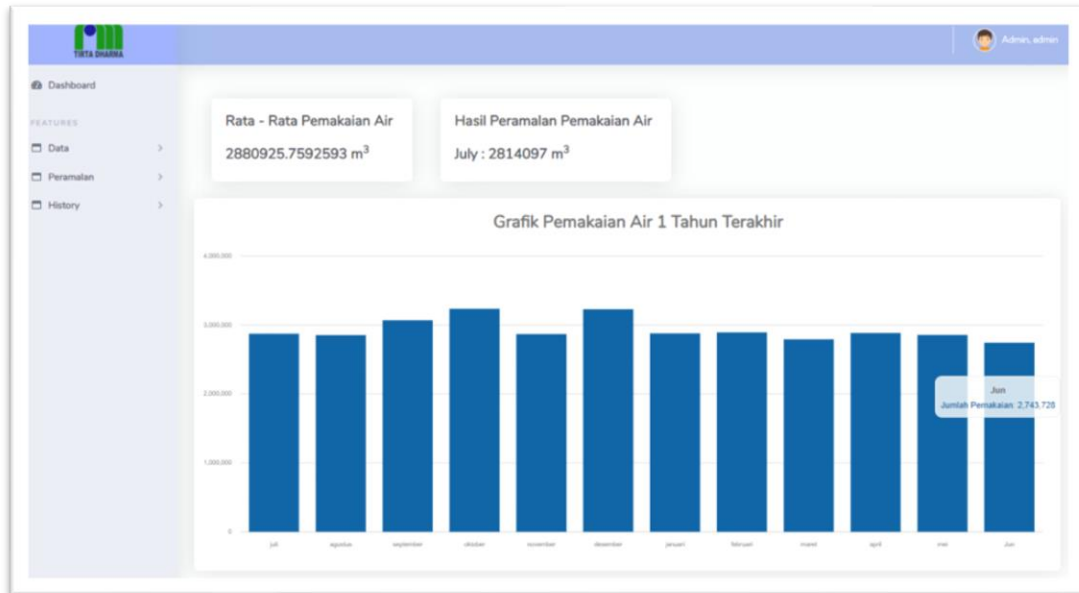 TIRTA DHARMA
Admin, admin
Dashboard
FEATURES
Data
Peramalan
History
Rata - Rata Pemakaian Air
2880925.7592593 m³
Hasil Peramalan Pemakaian Air
July : 2814097 m³
Grafik Pemakaian Air 1 Tahun Terakhir
4,000,000
3,000,000
2,000,000
1,000,000
0
Jun
Jumlah Pemakaian: 2,743,728
juli agustus september oktober november desember januari februari maret april mei Jun